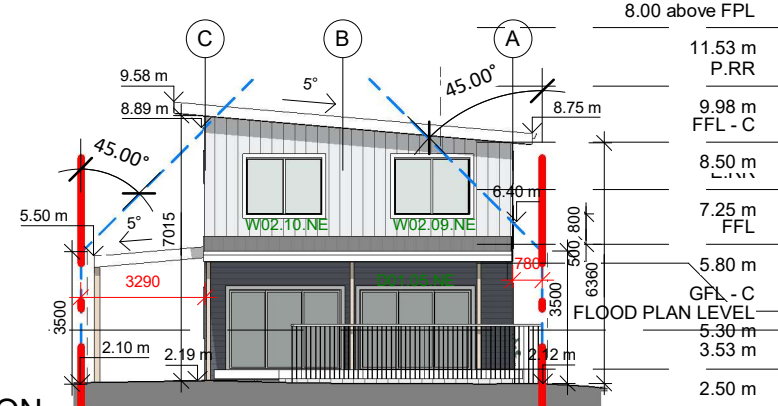 8.00 above FPL
C
B
A
11.53 m
P.RR
9.58 m
5°
45.00°
8.89 m
8.75 m
9.98 m
FFL - C
45.00°
8.50 m
6.40 m
5.50 m
5°
7015
W02.10.NE
W02.09.NE
500
800
7.25 m
FFL
3290
780
6360
5.80 m
GFL - C
3500
3500
FLOOD PLAN LEVEL
5.30 m
2.10 m
2.19 m
2.12 m
3.53 m
2.50 m